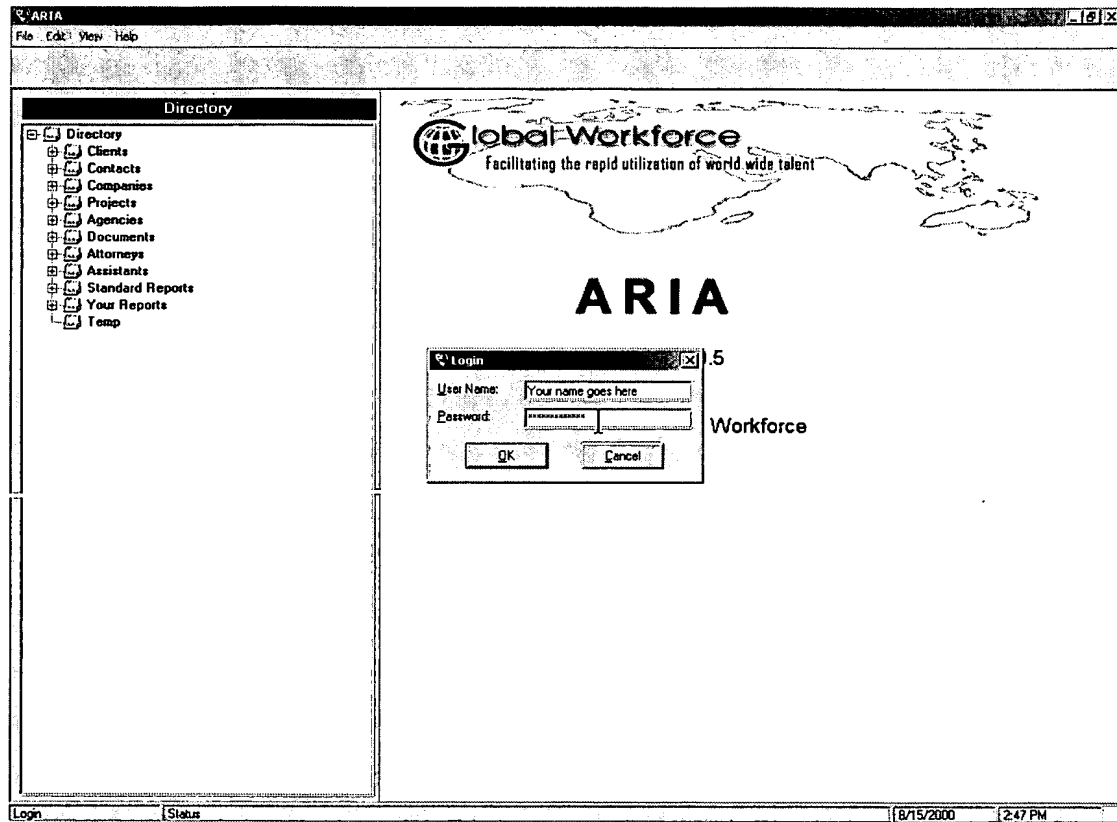 ARIA
File Edit View Help
Directory
Directory
Clients
Contacts
Companies
Projects
Agencies
Documents
Attorneys
Assistants
Standard Reports
Your Reports
Temp
Global Workforce
Facilitating the rapid utilization of world wide talent
ARIA
.5
Login
User Name: Your name goes here
Password: ************
OK Cancel
Workforce
Login Status 8/15/2000 2:47 PM